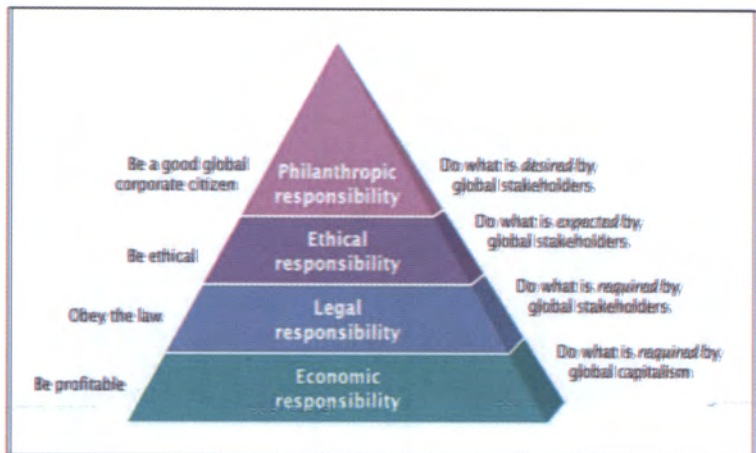 Be a good global
corporate citizen
Philanthropic
responsibility
Do what is desired by
global stakeholders
Be ethical
Ethical
responsibility
Do what is expected by
global stakeholders
Obey the law
Legal
responsibility
Do what is required by
global stakeholders
Be profitable
Economic
responsibility
Do what is required by
global capitalism